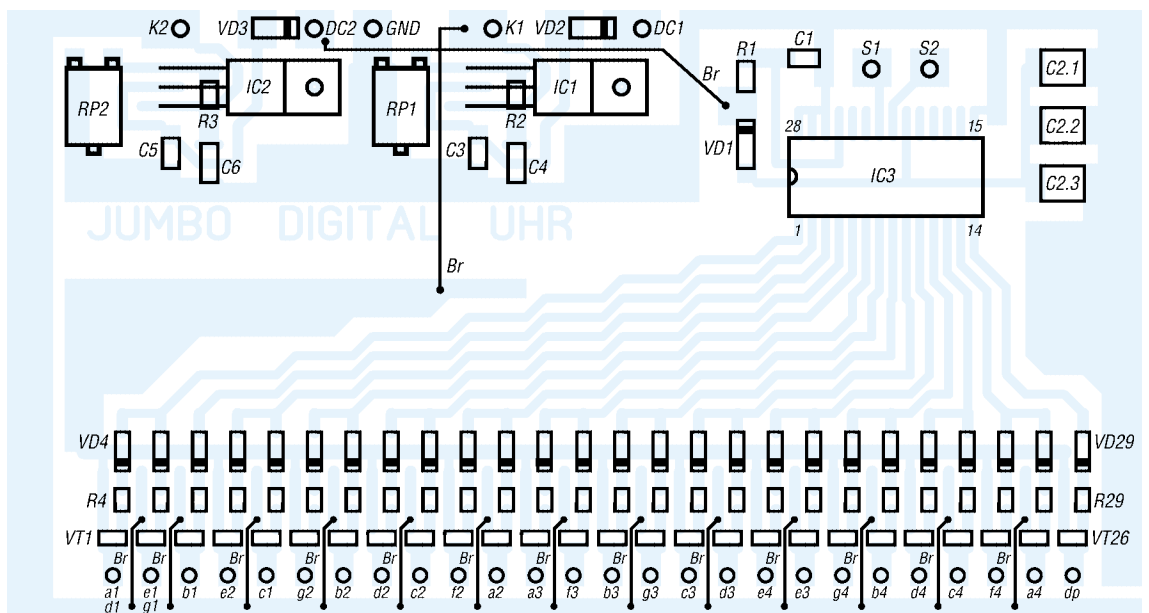 K2 VD3 DC2 GND K1 VD2 DC1
R1 C1 S1 S2
Br
RP2 IC2 RP1 IC1 C2.1
R3 R2
C5 C6 C3 C4 VD1 28 15 C2.2
IC3 C2.3
JUMBO DIGITAL UHR
1 14
Br
VD4 VD29
R4 R29
VT1 VT26
Br Br Br Br Br Br Br Br Br Br Br Br Br
a1 e1 b1 e2 c1 g2 b2 d2 c2 f2 a2 a3 f3 b3 g3 c3 d3 e4 e3 g4 b4 d4 c4 f4 a4 dp
d1 g1